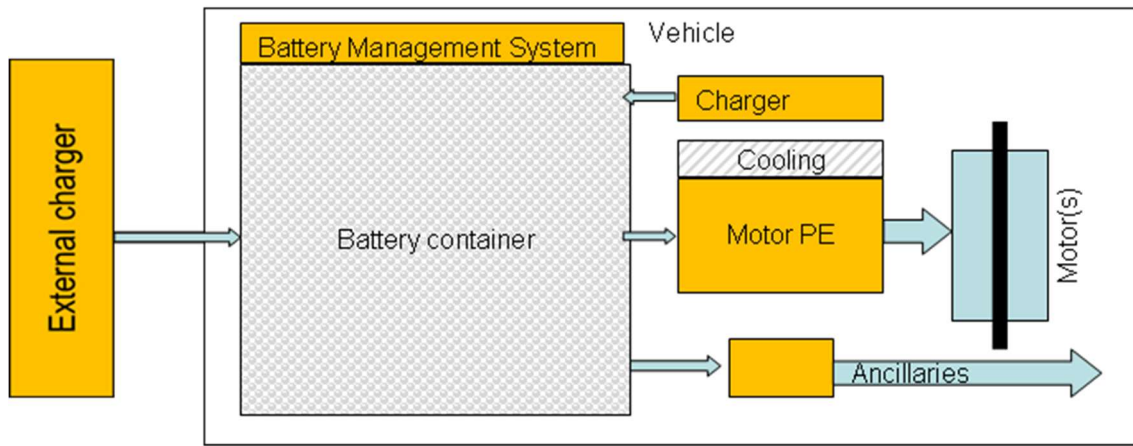 Vehicle
Battery Management System
External charger
Charger
Cooling
Battery container
Motor PE
Motor(s)
Ancillaries